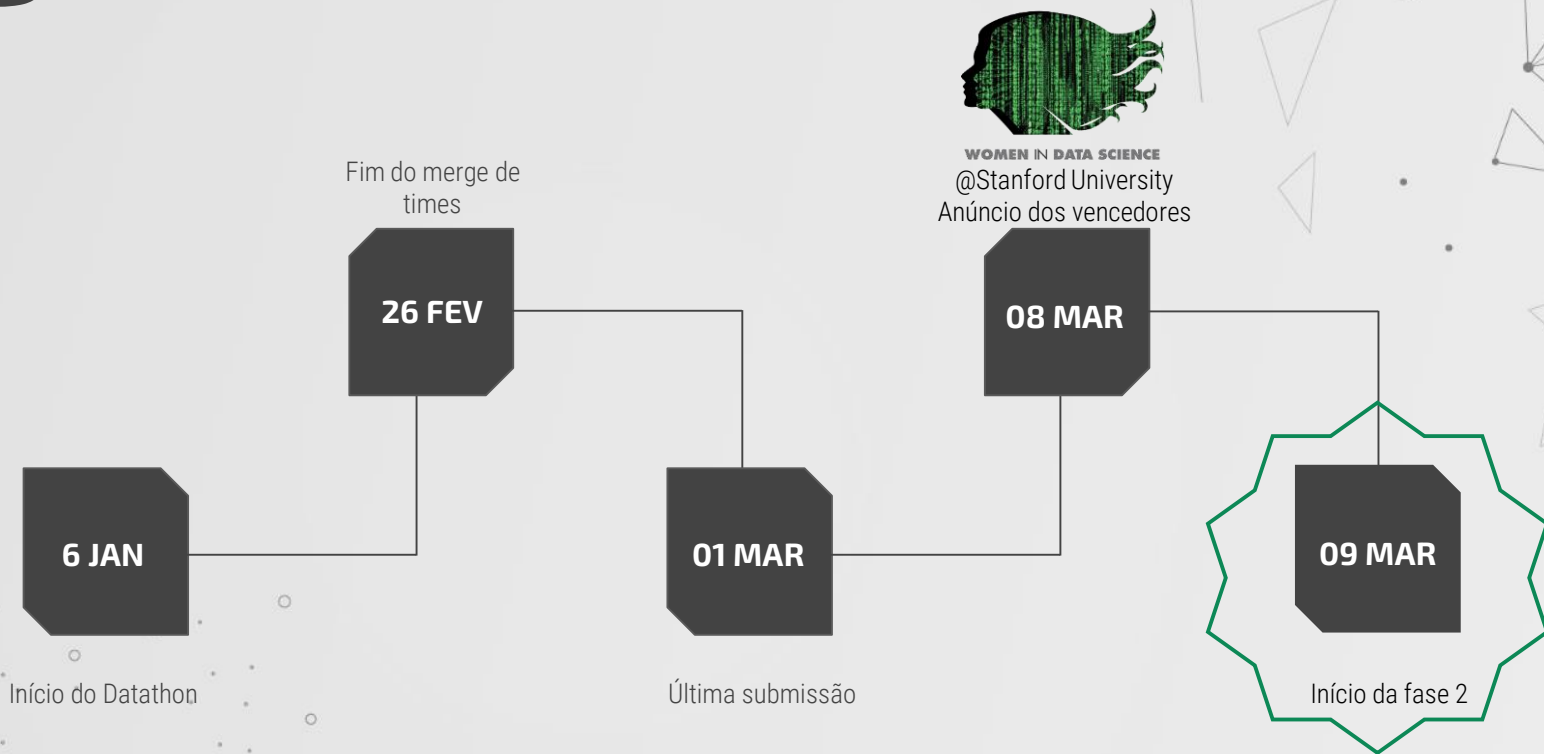 WOMEN IN DATA SCIENCE
@Stanford University
Anúncio dos vencedores
Fim do merge de
times
26 FEV
08 MAR
6 JAN
01 MAR
09 MAR
Início do Datathon
Última submissão
Início da fase 2